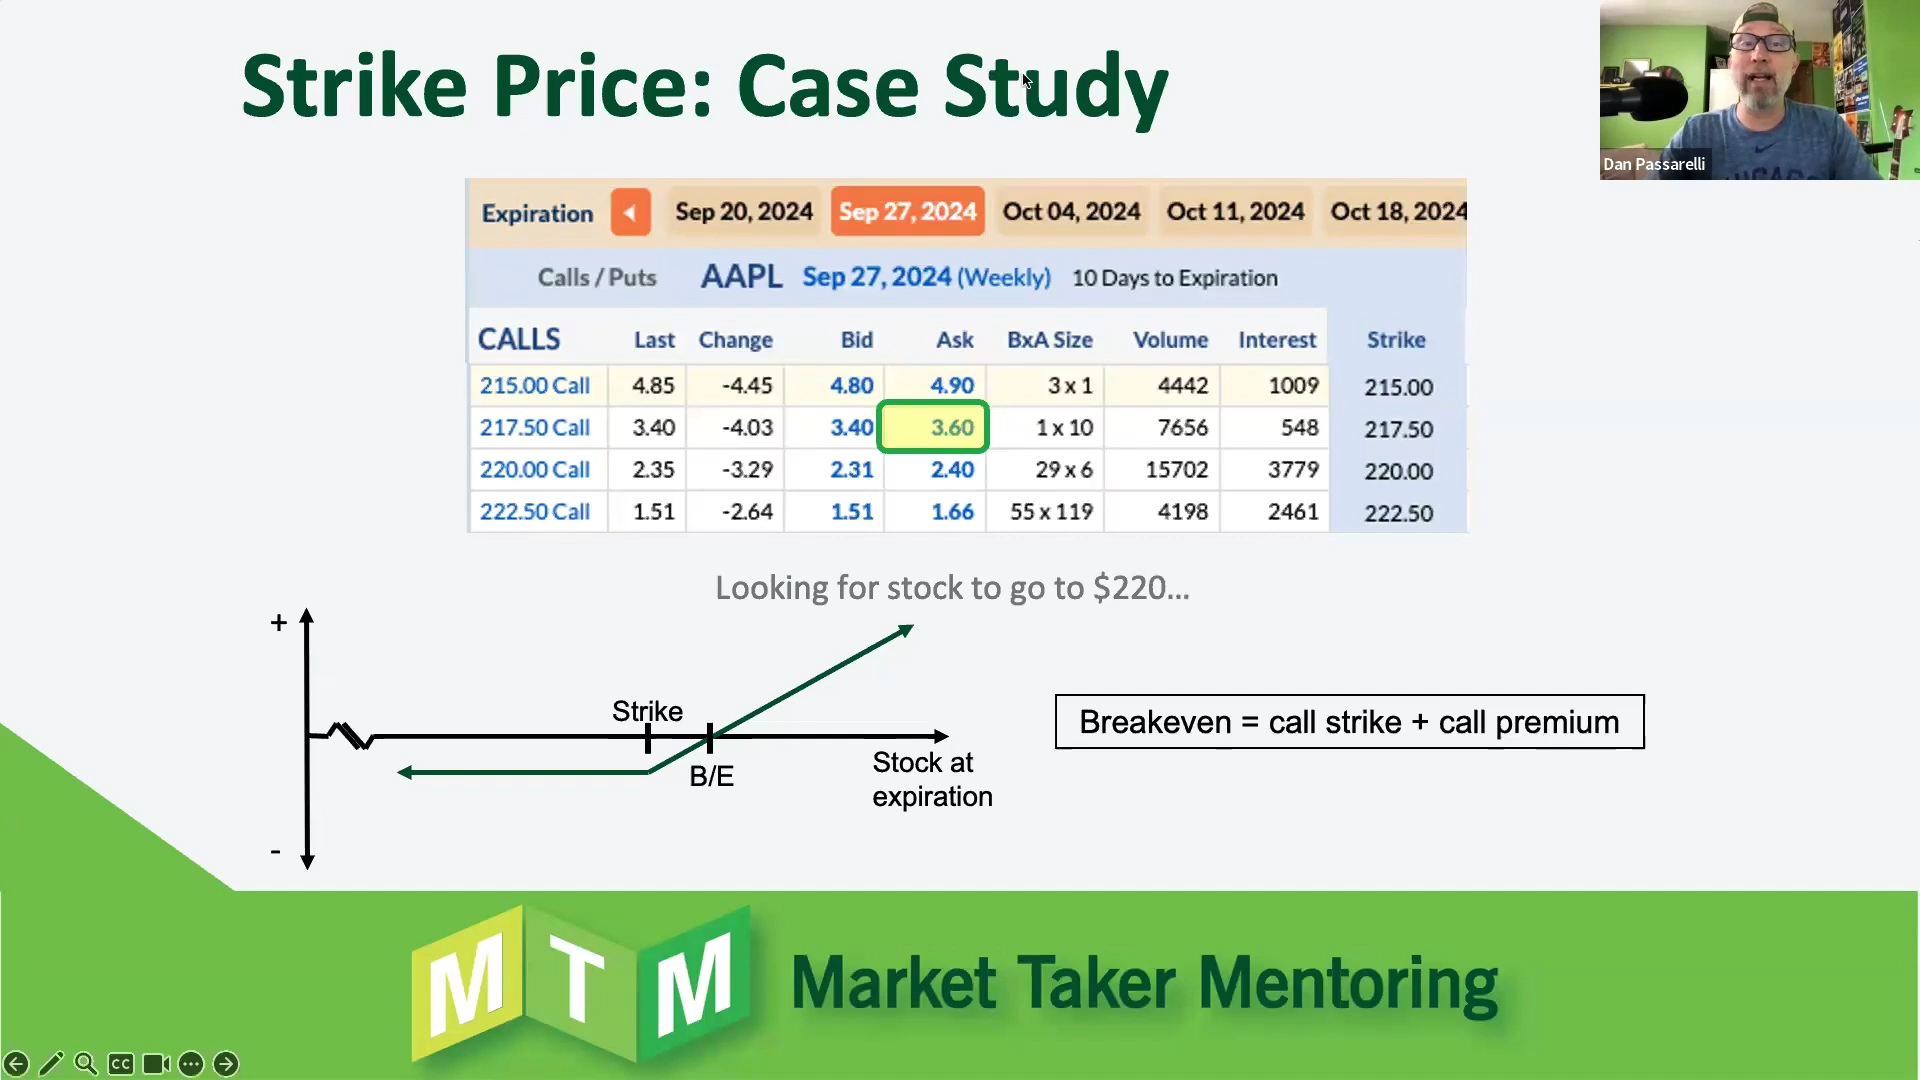 Strike Price: Case Study
Dan Passarelli
Expiration Sep 20, 2024 Sep 27, 2024 Oct 04, 2024 Oct 11, 2024 Oct 18, 2024
Calls / Puts AAPL Sep 27, 2024 (Weekly) 10 Days to Expiration
CALLS Last Change Bid Ask BxA Size Volume Interest Strike
215.00 Call 4.85 -4.45 4.80 4.90 3 x 1 4442 1009 215.00
217.50 Call 3.40 -4.03 3.40 3.60 1 x 10 7656 548 217.50
220.00 Call 2.35 -3.29 2.31 2.40 29 x 6 15702 3779 220.00
222.50 Call 1.51 -2.64 1.51 1.66 55 x 119 4198 2461 222.50
Looking for stock to go to $220...
+
Strike
B/E
Stock at
expiration
-
Breakeven = call strike + call premium
MTM Market Taker Mentoring
CC